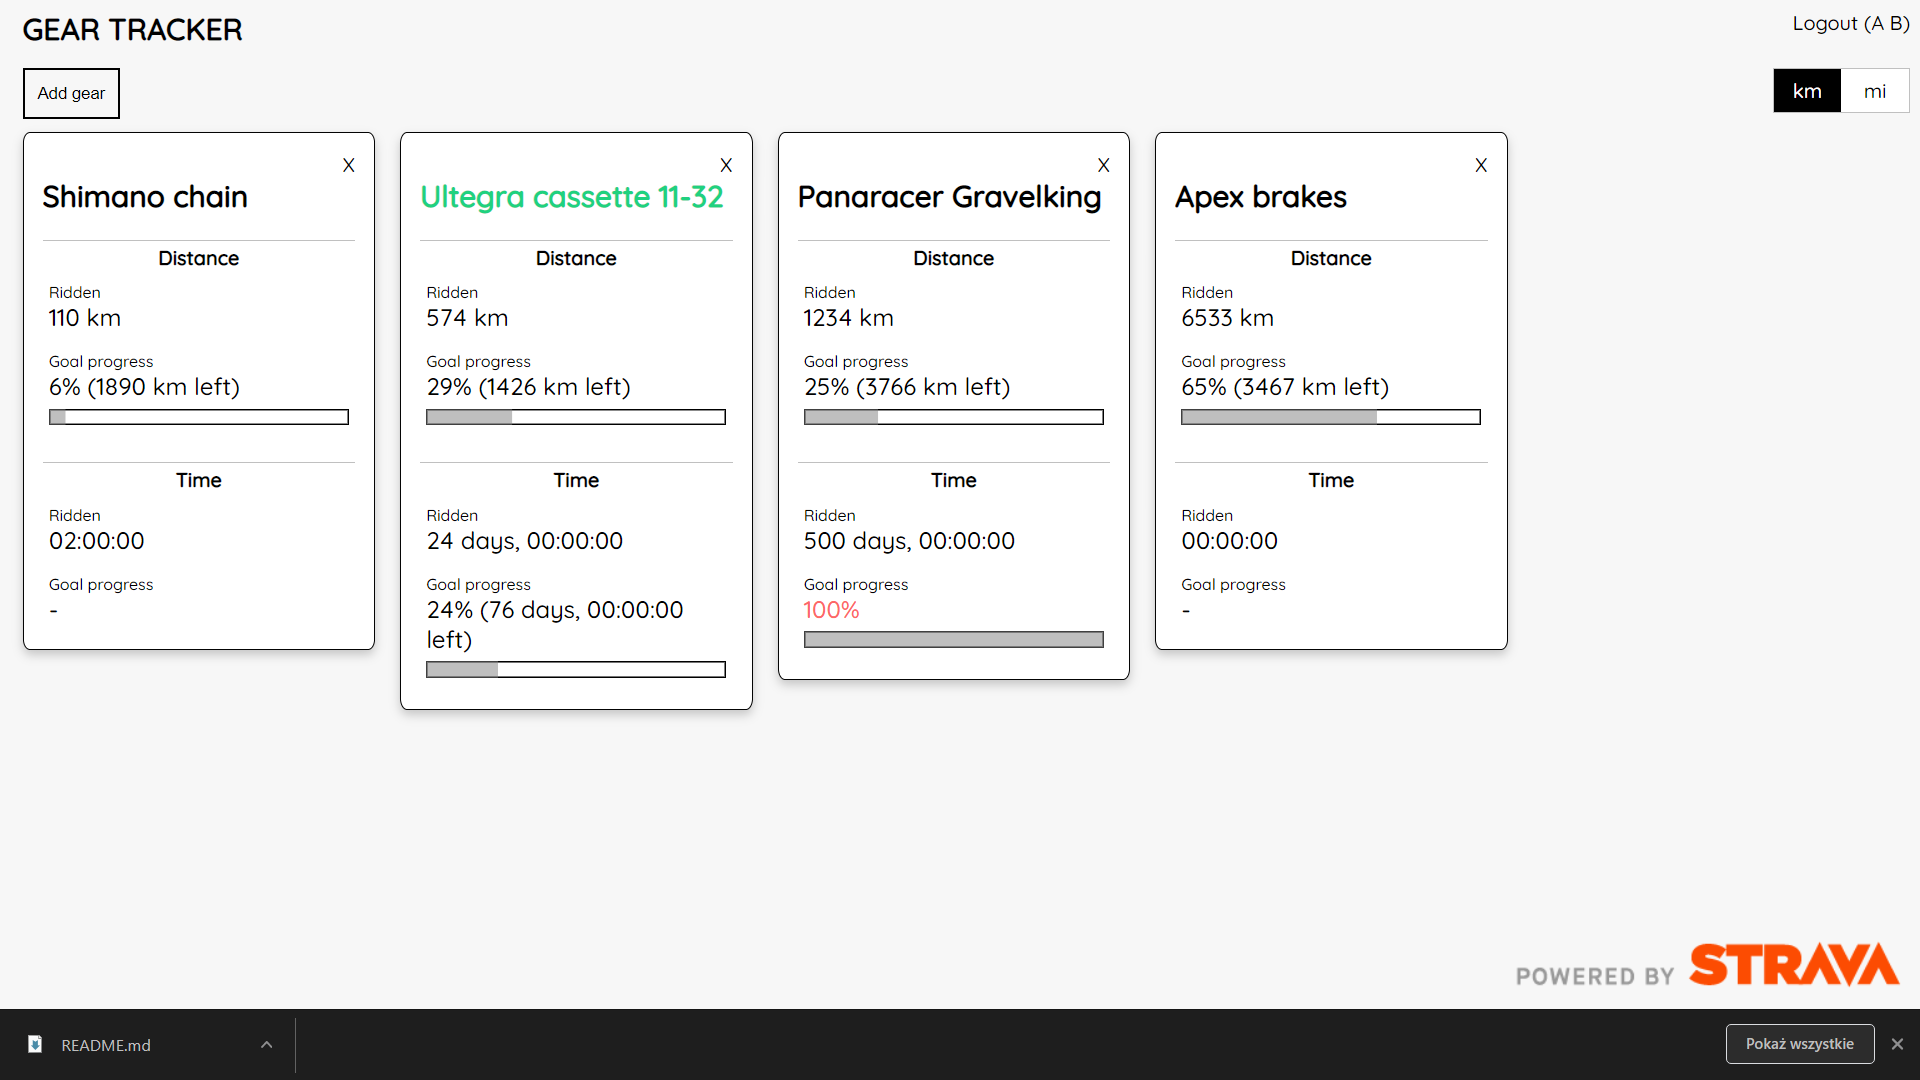 GEAR TRACKER
Logout (A B)
Add gear
km
mi
X
Shimano chain
Distance
Ridden
110 km
Goal progress
6% (1890 km left)
Time
Ridden
02:00:00
Goal progress
-
X
Ultegra cassette 11-32
Distance
Ridden
574 km
Goal progress
29% (1426 km left)
Time
Ridden
24 days, 00:00:00
Goal progress
24% (76 days, 00:00:00
left)
X
Panaracer Gravelking
Distance
Ridden
1234 km
Goal progress
25% (3766 km left)
Time
Ridden
500 days, 00:00:00
Goal progress
100%
X
Apex brakes
Distance
Ridden
6533 km
Goal progress
65% (3467 km left)
Time
Ridden
00:00:00
Goal progress
-
POWERED BY STRAVA
README.md
Pokaż wszystkie